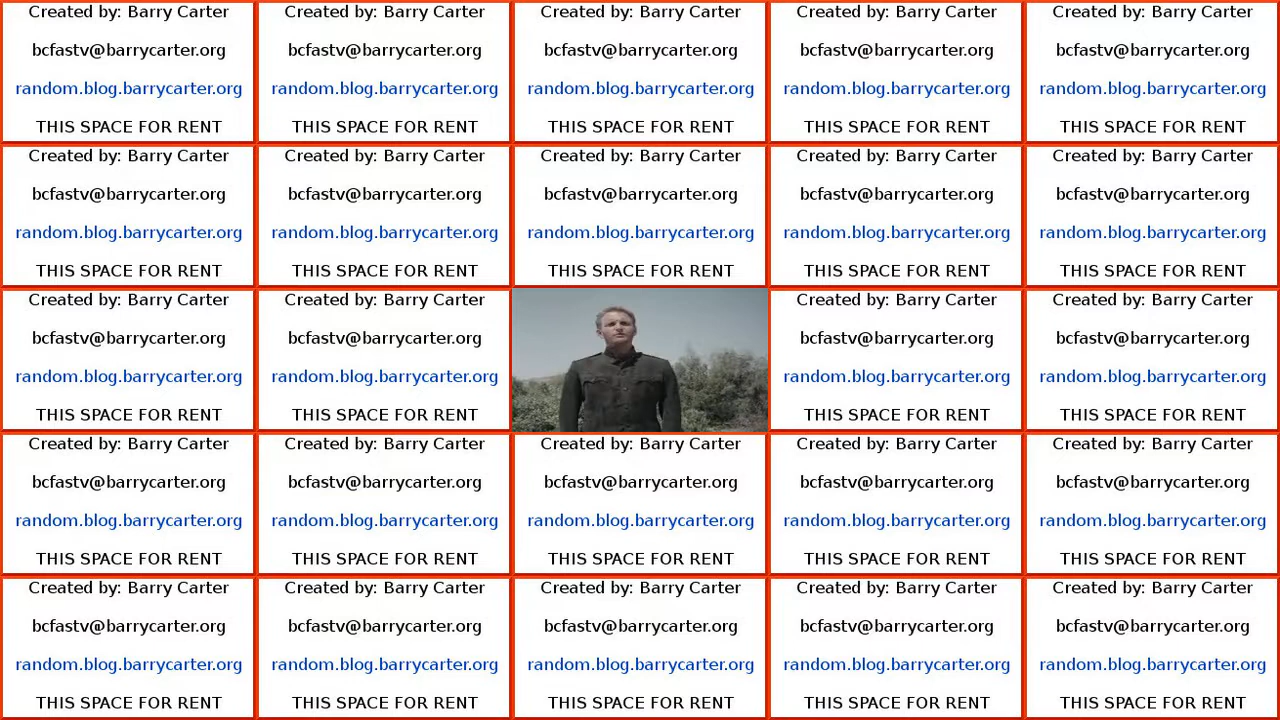 Created by: Barry Carter Created by: Barry Carter Created by: Barry Carter Created by: Barry Carter Created by: Barry Carter
bcfastv@barrycarter.org bcfastv@barrycarter.org bcfastv@barrycarter.org bcfastv@barrycarter.org bcfastv@barrycarter.org
random.blog.barrycarter.org random.blog.barrycarter.org random.blog.barrycarter.org random.blog.barrycarter.org random.blog.barrycarter.org
THIS SPACE FOR RENT THIS SPACE FOR RENT THIS SPACE FOR RENT THIS SPACE FOR RENT THIS SPACE FOR RENT
Created by: Barry Carter Created by: Barry Carter Created by: Barry Carter Created by: Barry Carter Created by: Barry Carter
bcfastv@barrycarter.org bcfastv@barrycarter.org bcfastv@barrycarter.org bcfastv@barrycarter.org bcfastv@barrycarter.org
random.blog.barrycarter.org random.blog.barrycarter.org random.blog.barrycarter.org random.blog.barrycarter.org random.blog.barrycarter.org
THIS SPACE FOR RENT THIS SPACE FOR RENT THIS SPACE FOR RENT THIS SPACE FOR RENT THIS SPACE FOR RENT
Created by: Barry Carter Created by: Barry Carter Created by: Barry Carter Created by: Barry Carter
bcfastv@barrycarter.org bcfastv@barrycarter.org bcfastv@barrycarter.org bcfastv@barrycarter.org
random.blog.barrycarter.org random.blog.barrycarter.org random.blog.barrycarter.org random.blog.barrycarter.org
THIS SPACE FOR RENT THIS SPACE FOR RENT THIS SPACE FOR RENT THIS SPACE FOR RENT
Created by: Barry Carter Created by: Barry Carter Created by: Barry Carter Created by: Barry Carter Created by: Barry Carter
bcfastv@barrycarter.org bcfastv@barrycarter.org bcfastv@barrycarter.org bcfastv@barrycarter.org bcfastv@barrycarter.org
random.blog.barrycarter.org random.blog.barrycarter.org random.blog.barrycarter.org random.blog.barrycarter.org random.blog.barrycarter.org
THIS SPACE FOR RENT THIS SPACE FOR RENT THIS SPACE FOR RENT THIS SPACE FOR RENT THIS SPACE FOR RENT
Created by: Barry Carter Created by: Barry Carter Created by: Barry Carter Created by: Barry Carter Created by: Barry Carter
bcfastv@barrycarter.org bcfastv@barrycarter.org bcfastv@barrycarter.org bcfastv@barrycarter.org bcfastv@barrycarter.org
random.blog.barrycarter.org random.blog.barrycarter.org random.blog.barrycarter.org random.blog.barrycarter.org random.blog.barrycarter.org
THIS SPACE FOR RENT THIS SPACE FOR RENT THIS SPACE FOR RENT THIS SPACE FOR RENT THIS SPACE FOR RENT